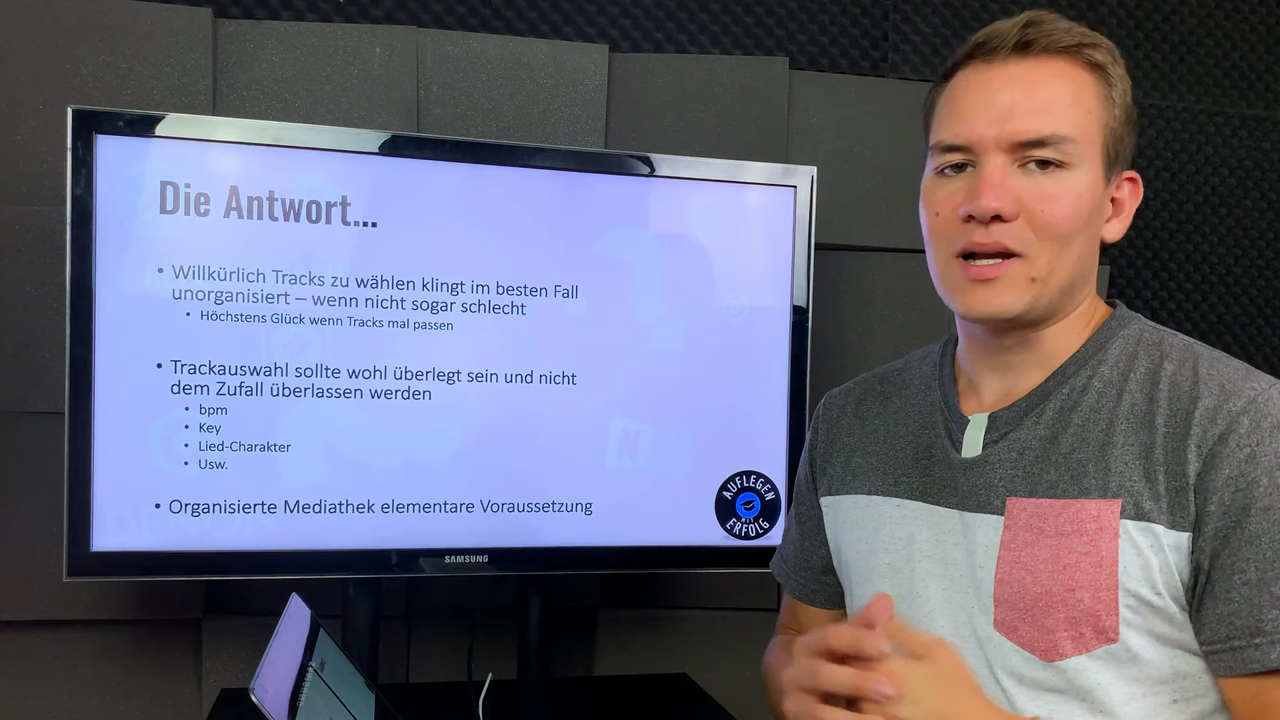 Die Antwort...
• Willkürlich Tracks zu wählen klingt im besten Fall
unorganisiert – wenn nicht sogar schlecht
• Höchstens Glück wenn Tracks mal passen
• Trackauswahl sollte wohl überlegt sein und nicht
dem Zufall überlassen werden
• bpm
• Key
• Lied-Charakter
• Usw.
• Organisierte Mediathek elementare Voraussetzung
AUFLEGEN
MIT
ERFOLG
SAMSUNG